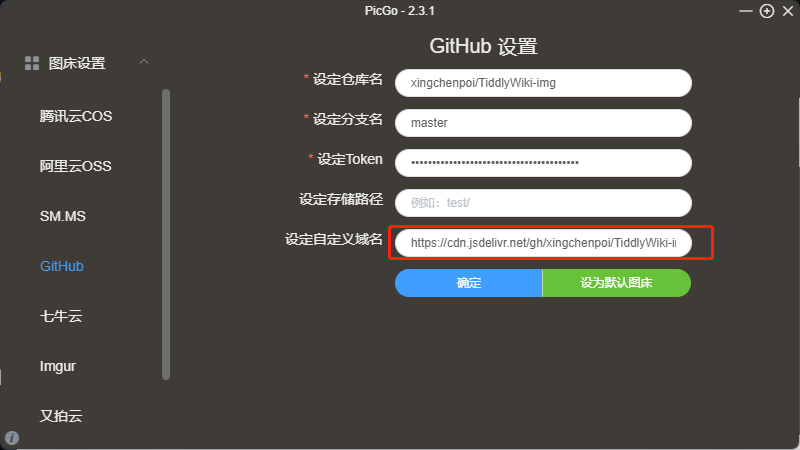 PicGo - 2.3.1
图床设置
腾讯云COS
阿里云OSS
SM.MS
GitHub
七牛云
Imgur
又拍云
GitHub 设置
* 设定仓库名
xingchenpoi/TiddlyWiki-img
* 设定分支名
master
* 设定Token
••••••••••••••••••••••••••••••••••••••••
设定存储路径
例如：test/
设定自定义域名
https://cdn.jsdelivr.net/gh/xingchenpoi/TiddlyWiki-i
确定
设为默认图床